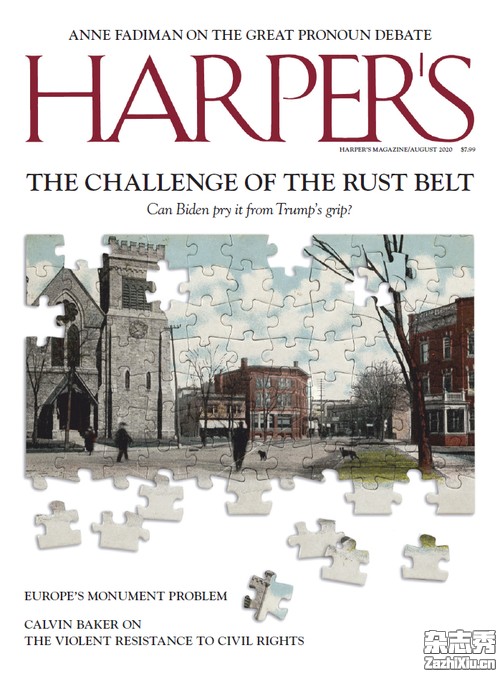 ANNE FADIMAN ON THE GREAT PRONOUN DEBATE
HARPER'S
HARPER'S MAGAZINE/AUGUST 2020 $7.99
THE CHALLENGE OF THE RUST BELT
Can Biden pry it from Trump's grip?
EUROPE'S MONUMENT PROBLEM
CALVIN BAKER ON
THE VIOLENT RESISTANCE TO CIVIL RIGHTS
杂志秀
ZaZhiXiu.cn